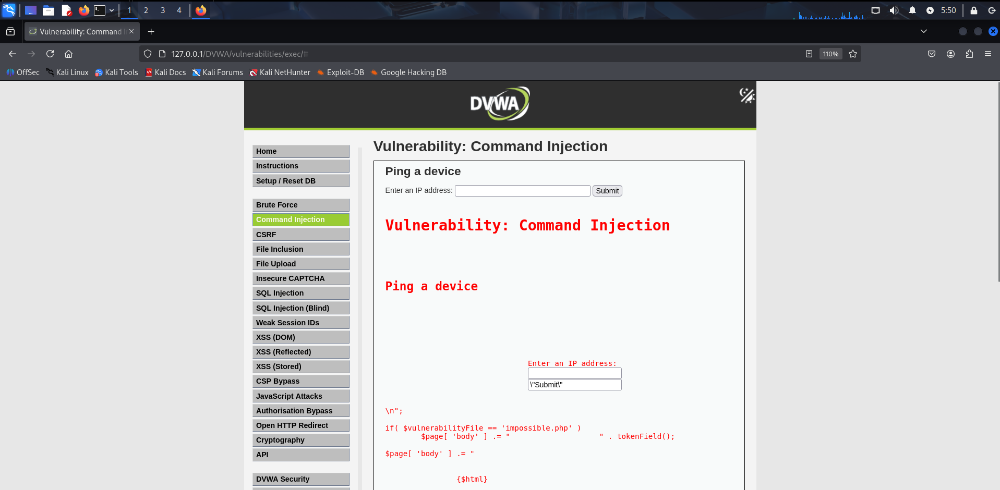 1 2 3 4 5:50
Vulnerability: Command I
127.0.0.1/DVWA/vulnerabilities/exec/# 110%
OffSec Kali Linux Kali Tools Kali Docs Kali Forums Kali NetHunter Exploit-DB Google Hacking DB
DVWA
Home
Instructions
Setup / Reset DB
Brute Force
Command Injection
CSRF
File Inclusion
File Upload
Insecure CAPTCHA
SQL Injection
SQL Injection (Blind)
Weak Session IDs
XSS (DOM)
XSS (Reflected)
XSS (Stored)
CSP Bypass
JavaScript Attacks
Authorisation Bypass
Open HTTP Redirect
Cryptography
API
DVWA Security
Vulnerability: Command Injection
Ping a device
Enter an IP address: Submit
Vulnerability: Command Injection
Ping a device
Enter an IP address:
\"Submit\"
\n";
if( $vulnerabilityFile == 'impossible.php' )
$page[ 'body' ] .= " " . tokenField();
$page[ 'body' ] .= "
{$html}